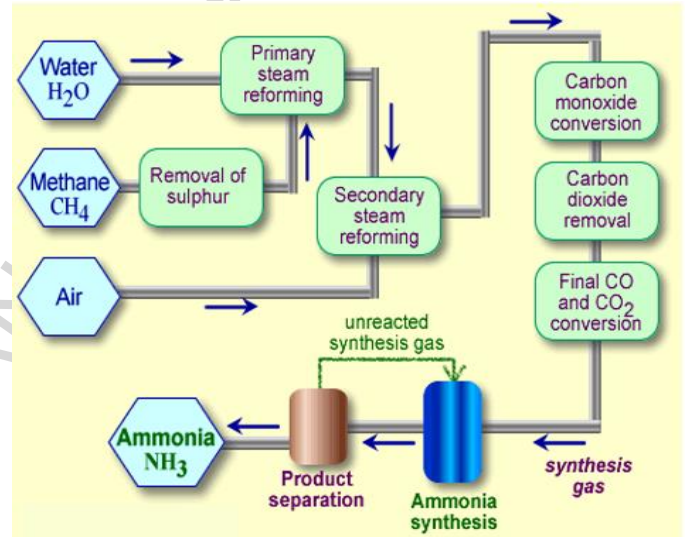 Water
H2O
Primary
steam
reforming
Carbon
monoxide
conversion
Methane
CH4
Removal of
sulphur
Secondary
steam
reforming
Carbon
dioxide
removal
Air
Final CO
and CO2
conversion
unreacted
synthesis gas
Ammonia
NH3
Product
separation
Ammonia
synthesis
synthesis
gas